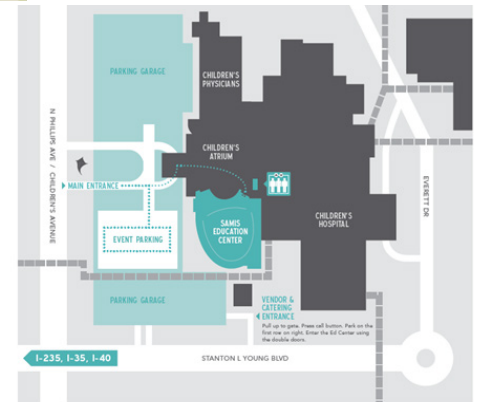 PARKING GARAGE
CHILDREN'S
PHYSICIANS
CHILDREN'S
ATRIUM
N PHILLIPS AVE / CHILDREN'S AVENUE
MAIN ENTRANCE
EVERETT DR
SAMIS
EDUCATION
CENTER
CHILDREN'S
HOSPITAL
EVENT PARKING
PARKING GARAGE
VENDOR &
CATERING
ENTRANCE
Pull up to gate. Press call button. Park on the
first row on right. Enter the Ed Center using
the double doors.
I-235, I-35, I-40
STANTON L YOUNG BLVD